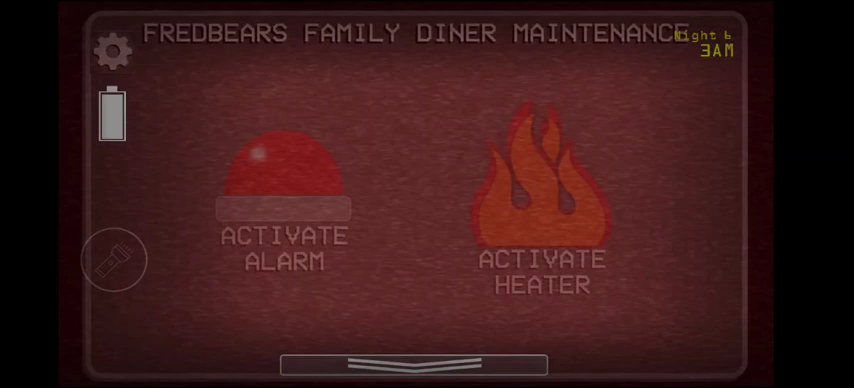 FREDBEARS FAMILY DINER MAINTENANCE
Night 6
3AM
ACTIVATE
ALARM
ACTIVATE
HEATER